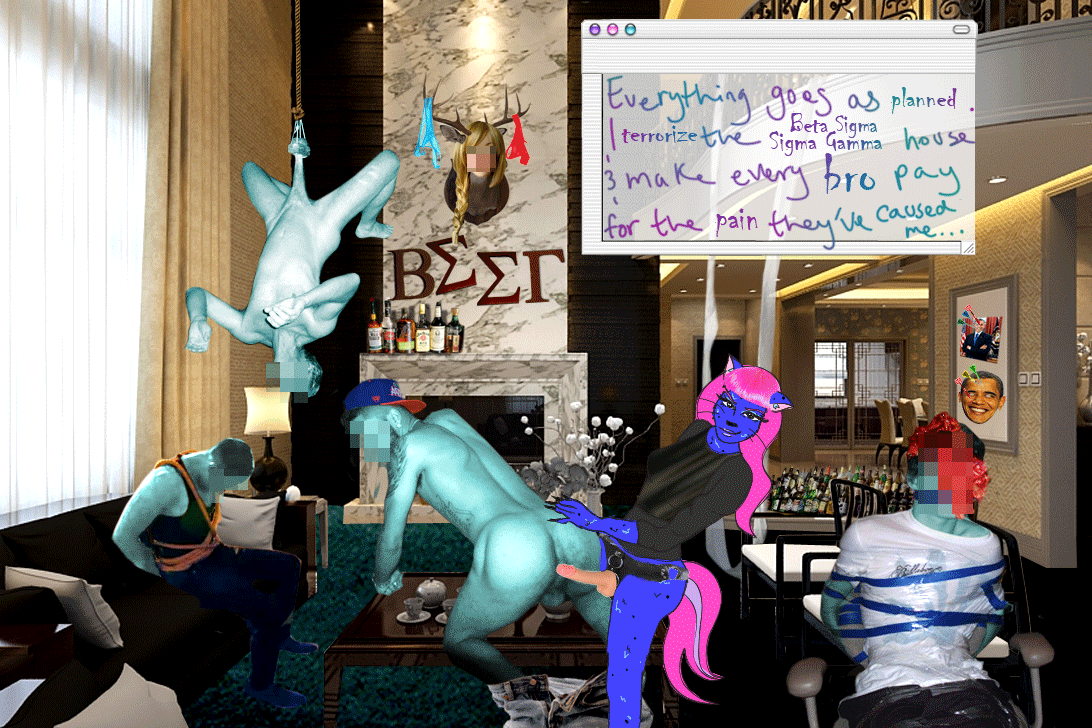 Everything goes as planned.
I terrorize the Beta Sigma Sigma Gamma house
& make every bro pay
for the pain they've caused
me...
ΒΣΣΓ